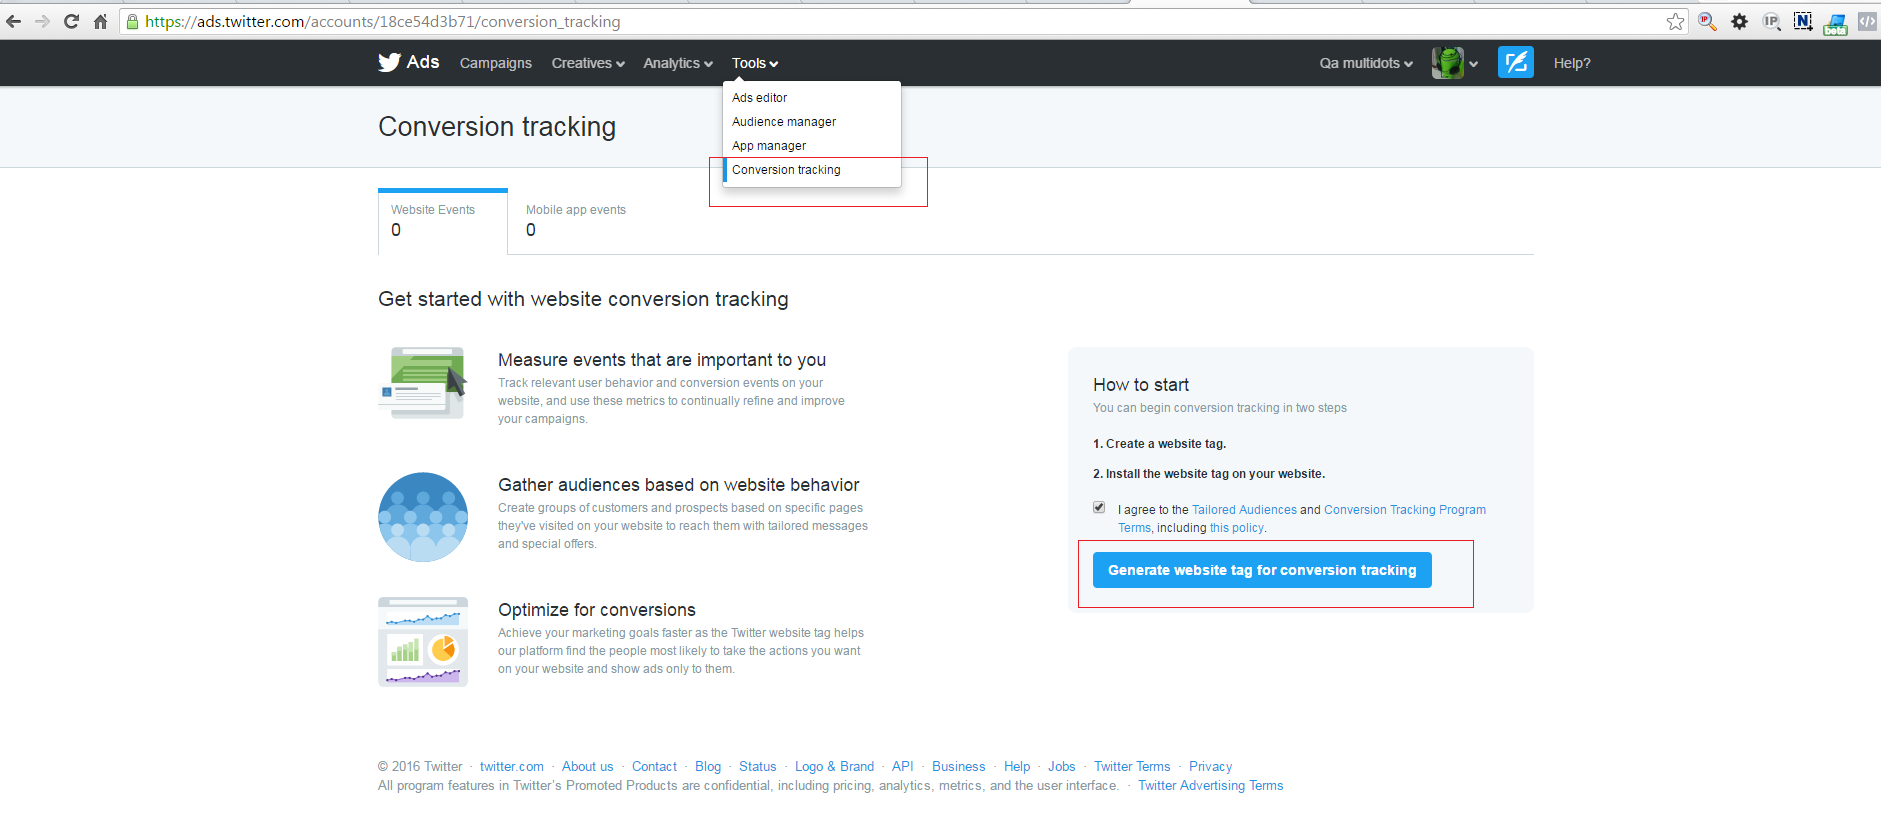 https://ads.twitter.com/accounts/18ce54d3b71/conversion_tracking
IP
IP
N
beta
Ads Campaigns Creatives Analytics Tools Qa multidots Help?
Ads editor
Audience manager
App manager
Conversion tracking
Conversion tracking
Website Events
0
Mobile app events
0
Get started with website conversion tracking
Measure events that are important to you
Track relevant user behavior and conversion events on your
website, and use these metrics to continually refine and improve
your campaigns.
Gather audiences based on website behavior
Create groups of customers and prospects based on specific pages
they've visited on your website to reach them with tailored messages
and special offers.
Optimize for conversions
Achieve your marketing goals faster as the Twitter website tag helps
our platform find the people most likely to take the actions you want
on your website and show ads only to them.
How to start
You can begin conversion tracking in two steps
1. Create a website tag.
2. Install the website tag on your website.
I agree to the Tailored Audiences and Conversion Tracking Program
Terms, including this policy.
Generate website tag for conversion tracking
© 2016 Twitter · twitter.com · About us · Contact · Blog · Status · Logo & Brand · API · Business · Help · Jobs · Twitter Terms · Privacy
All program features in Twitter's Promoted Products are confidential, including pricing, analytics, metrics, and the user interface. · Twitter Advertising Terms